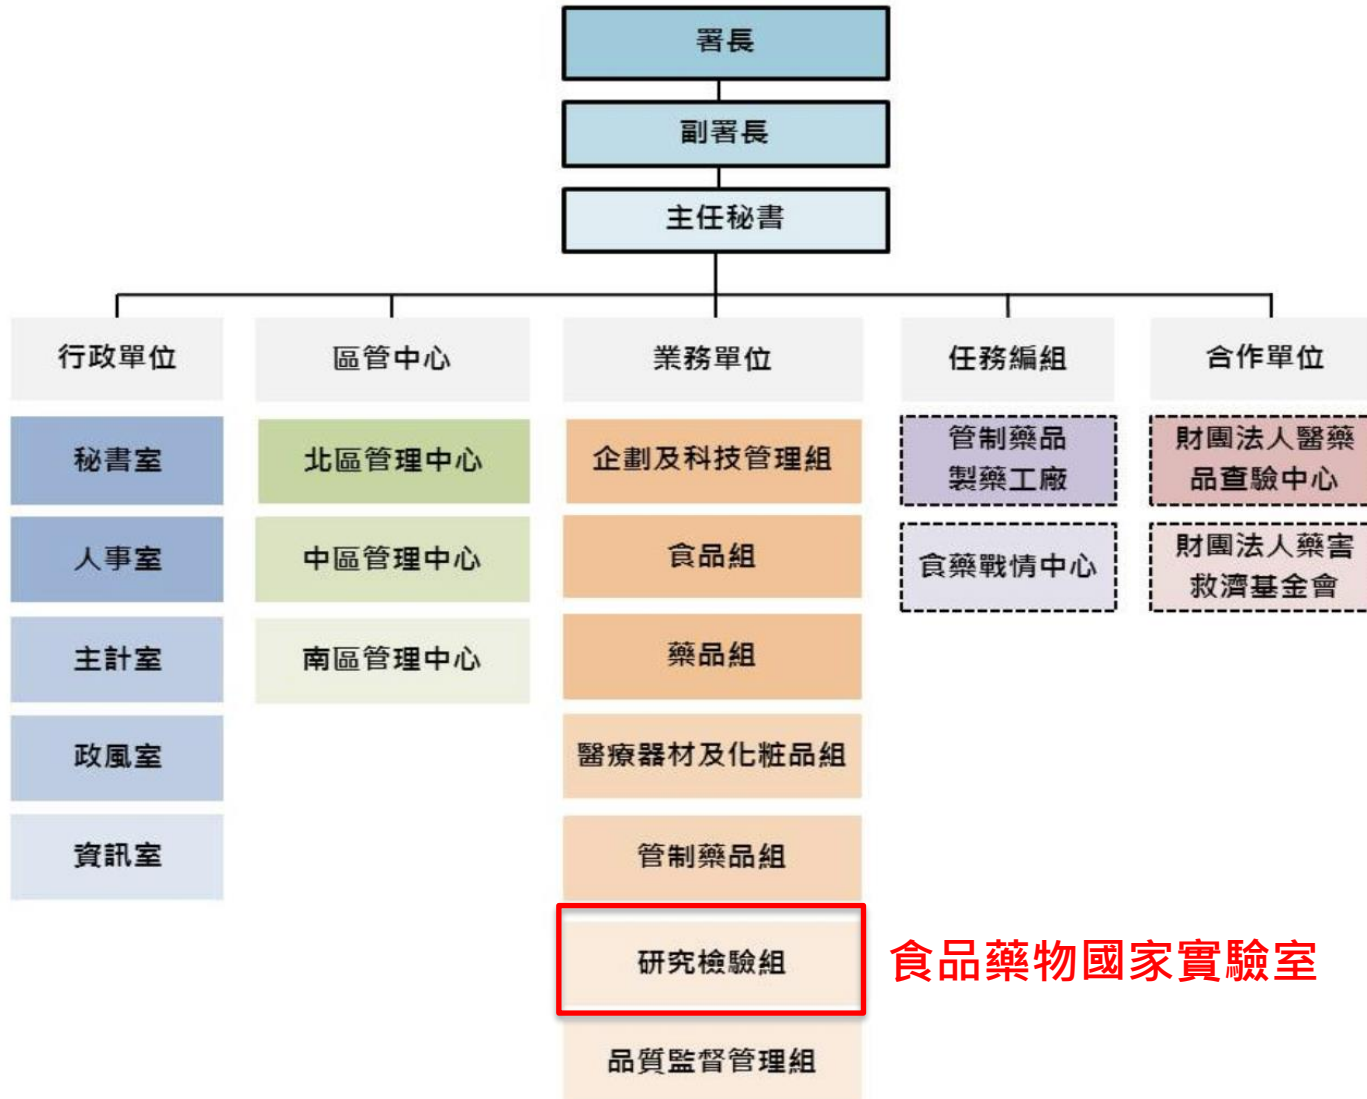 署長
副署長
主任秘書
行政單位
區管中心
業務單位
任務編組
合作單位
秘書室
人事室
主計室
政風室
資訊室
北區管理中心
中區管理中心
南區管理中心
企劃及科技管理組
食品組
藥品組
醫療器材及化粧品組
管制藥品組
研究檢驗組
食品藥物國家實驗室
品質監督管理組
管制藥品
製藥工廠
食藥戰情中心
財團法人醫藥
品查驗中心
財團法人藥害
救濟基金會